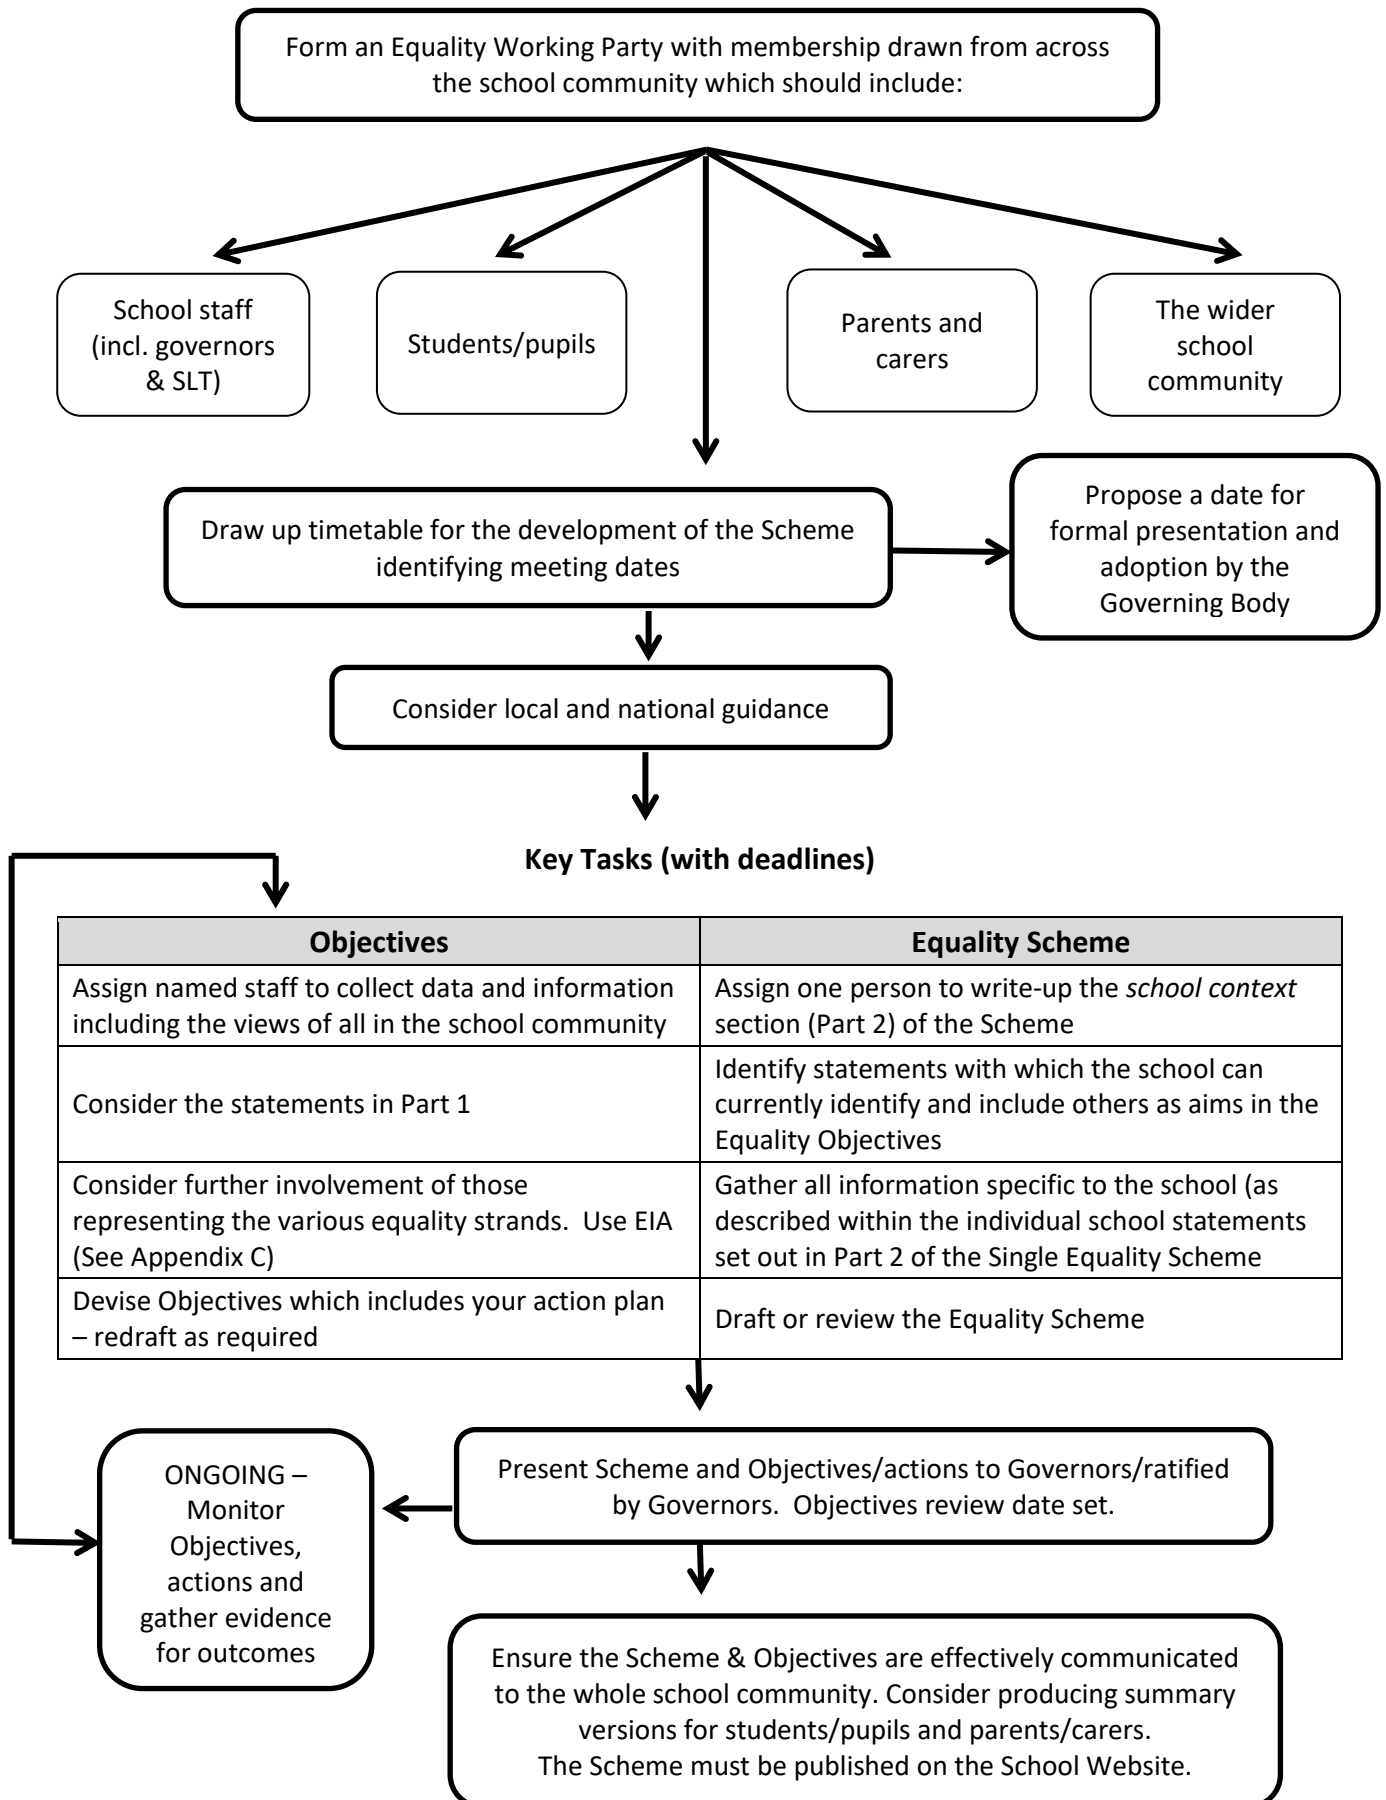 Form an Equality Working Party with membership drawn from across
the school community which should include:
School staff
(incl. governors
& SLT)
Students/pupils
Parents and
carers
The wider
school
community
Draw up timetable for the development of the Scheme
identifying meeting dates
Propose a date for
formal presentation and
adoption by the
Governing Body
Consider local and national guidance
Key Tasks (with deadlines)
Objectives
Equality Scheme
Assign named staff to collect data and information
including the views of all in the school community
Assign one person to write-up the school context
section (Part 2) of the Scheme
Consider the statements in Part 1
Identify statements with which the school can
currently identify and include others as aims in the
Equality Objectives
Consider further involvement of those
representing the various equality strands.  Use EIA
(See Appendix C)
Gather all information specific to the school (as
described within the individual school statements
set out in Part 2 of the Single Equality Scheme
Devise Objectives which includes your action plan
– redraft as required
Draft or review the Equality Scheme
Present Scheme and Objectives/actions to Governors/ratified
by Governors.  Objectives review date set.
ONGOING –
Monitor
Objectives,
actions and
gather evidence
for outcomes
Ensure the Scheme & Objectives are effectively communicated
to the whole school community. Consider producing summary
versions for students/pupils and parents/carers.
The Scheme must be published on the School Website.